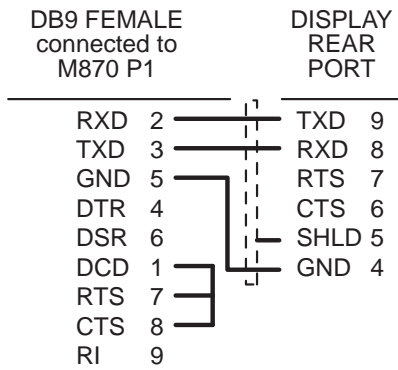 DB9 FEMALE
connected to
M870 P1
DISPLAY
REAR
PORT
RXD 2 TXD 9
TXD 3 RXD 8
GND 5 RTS 7
DTR 4 CTS 6
DSR 6 SHLD 5
DCD 1 GND 4
RTS 7
CTS 8
RI 9